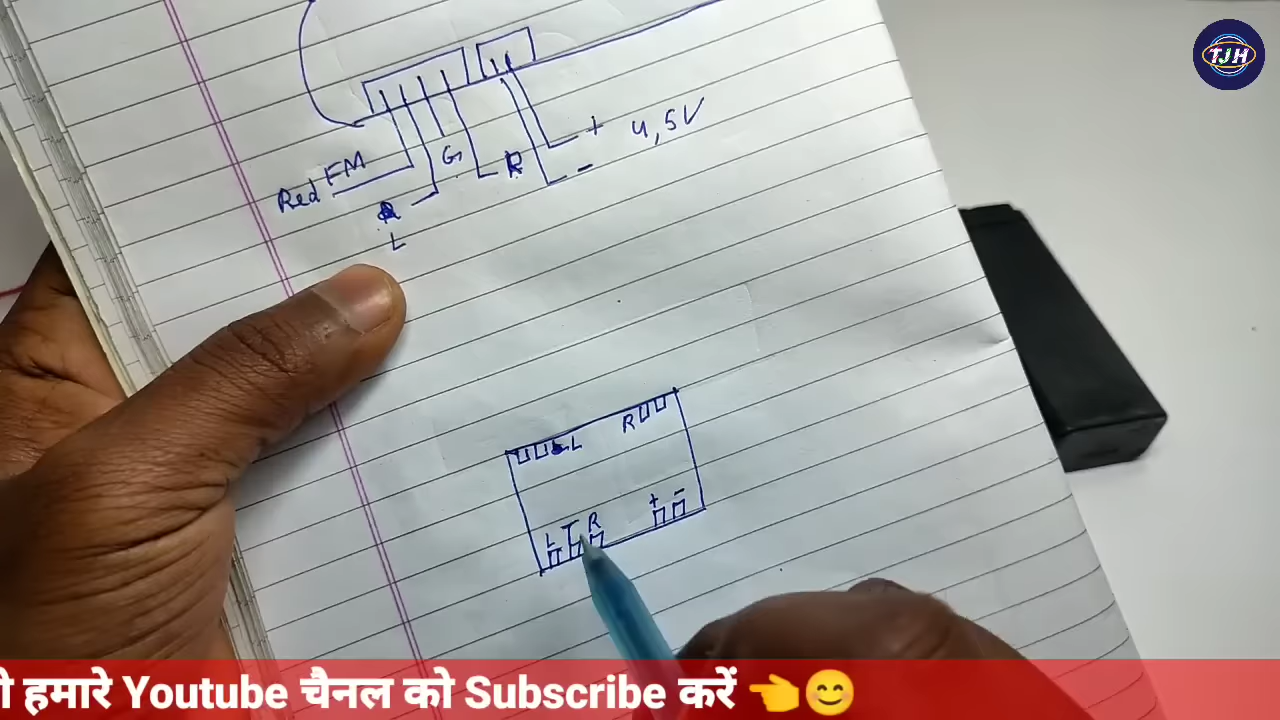 TJH
+ 4,5V
-
G R
Red FM
L
L R
+ -
L T R
ी हमारे Youtube चैनल को Subscribe करें 👈😊